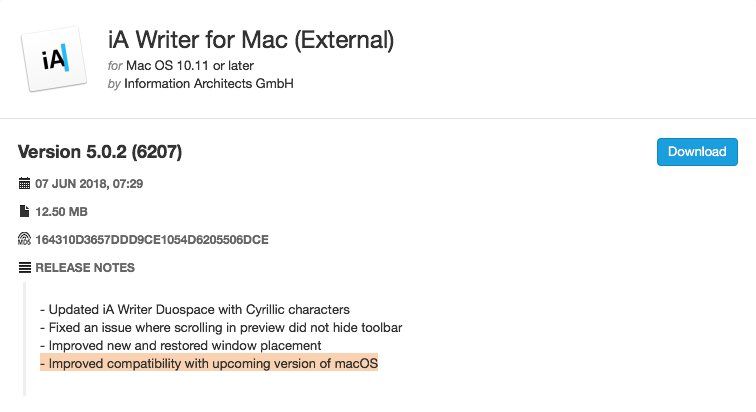 iA
iA Writer for Mac (External)
for Mac OS 10.11 or later
by Information Architects GmbH
Version 5.0.2 (6207)
Download
07 JUN 2018, 07:29
12.50 MB
164310D3657DDD9CE1054D6205506DCE
RELEASE NOTES
- Updated iA Writer Duospace with Cyrillic characters
- Fixed an issue where scrolling in preview did not hide toolbar
- Improved new and restored window placement
- Improved compatibility with upcoming version of macOS